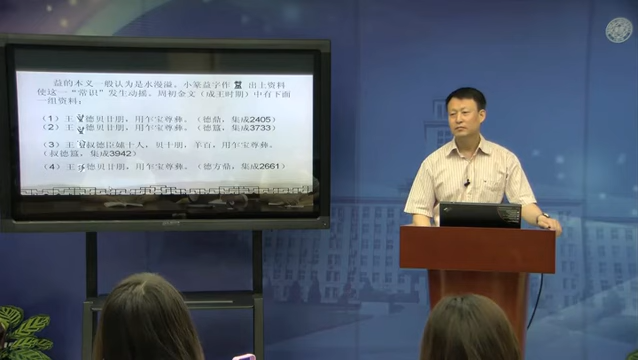 益的本义一般认为是水漫溢。小篆益字作 出土资料
使这一“常识”发生动摇。周初金文(成王时期)中有下面
一组资料:
(1)王 德贝廿朋,用乍宝尊彝。(德鼎,集成2405)
(2)王 德贝廿朋,用乍宝尊彝。(德簋,集成3733)
(3)王 叔德臣嫀十人、贝十朋、羊百,用乍宝尊彝。
(叔德簋,集成3942)
(4)王 德贝廿朋,用乍宝尊彝。(德方鼎,集成2661)